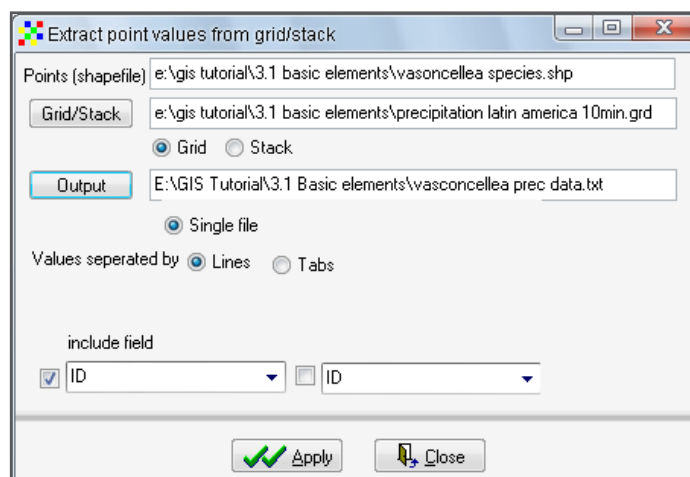 Extract point values from grid/stack
Points (shapefile) e:\gis tutorial\3.1 basic elements\vasoncellea species.shp
Grid/Stack e:\gis tutorial\3.1 basic elements\precipitation latin america 10min.grd
Grid Stack
Output E:\GIS Tutorial\3.1 Basic elements\vasconcellea prec data.txt
Single file
Values seperated by Lines Tabs
include field
ID ID
Apply Close